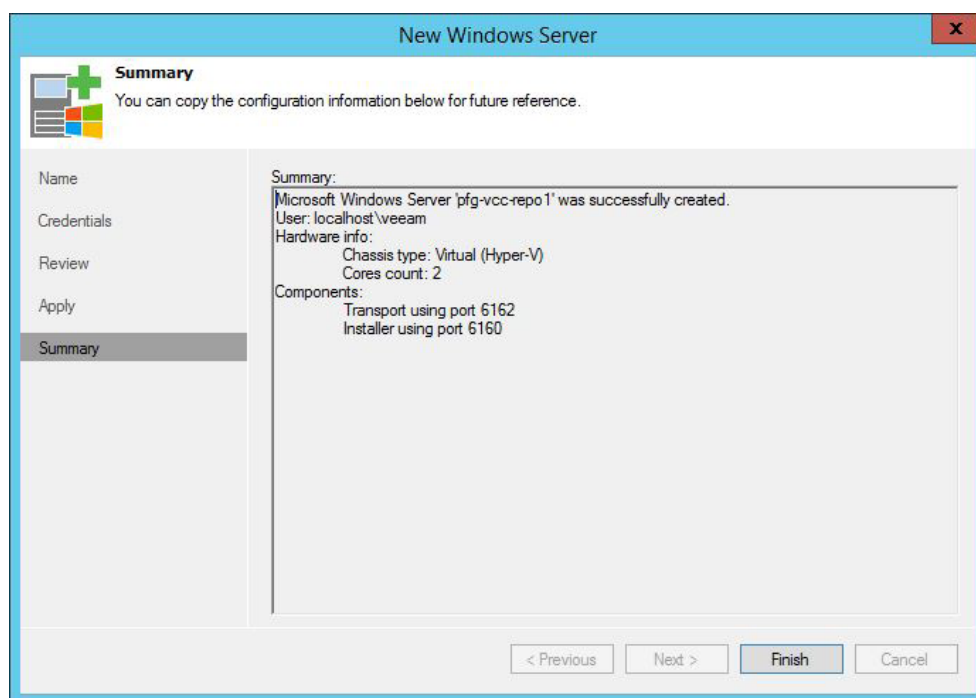 New Windows Server
x
Summary
You can copy the configuration information below for future reference.
Name
Credentials
Review
Apply
Summary
Summary:
Microsoft Windows Server 'pfg-vcc-repo1' was successfully created.
User: localhost\veeam
Hardware info:
Chassis type: Virtual (Hyper-V)
Cores count: 2
Components:
Transport using port 6162
Installer using port 6160
< Previous
Next >
Finish
Cancel